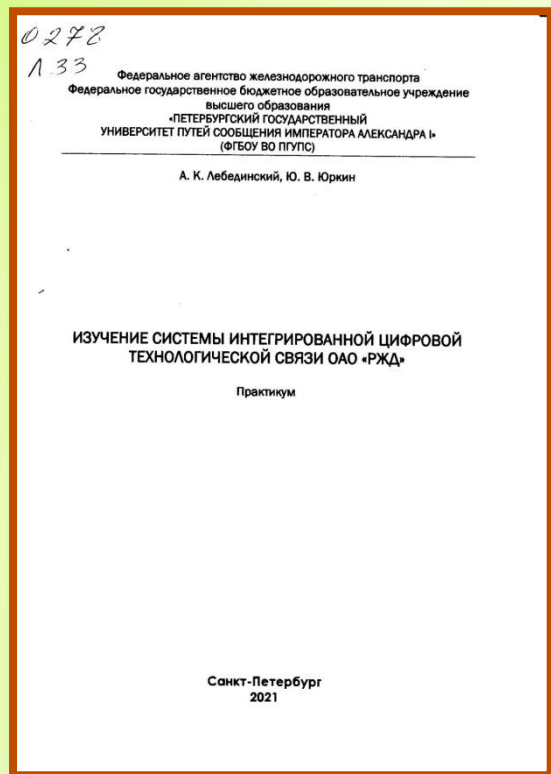 О278
Л33
Федеральное агентство железнодорожного транспорта
Федеральное государственное бюджетное образовательное учреждение
высшего образования
«ПЕТЕРБУРГСКИЙ ГОСУДАРСТВЕННЫЙ
УНИВЕРСИТЕТ ПУТЕЙ СООБЩЕНИЯ ИМПЕРАТОРА АЛЕКСАНДРА I»
(ФГБОУ ВО ПГУПС)
А. К. Лебединский, Ю. В. Юркин
ИЗУЧЕНИЕ СИСТЕМЫ ИНТЕГРИРОВАННОЙ ЦИФРОВОЙ
ТЕХНОЛОГИЧЕСКОЙ СВЯЗИ ОАО «РЖД»
Практикум
Санкт-Петербург
2021